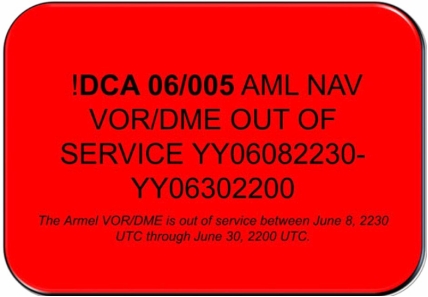 !DCA 06/005 AML NAV
VOR/DME OUT OF
SERVICE YY06082230-
YY06302200
The Armel VOR/DME is out of service between June 8, 2230
UTC through June 30, 2200 UTC.